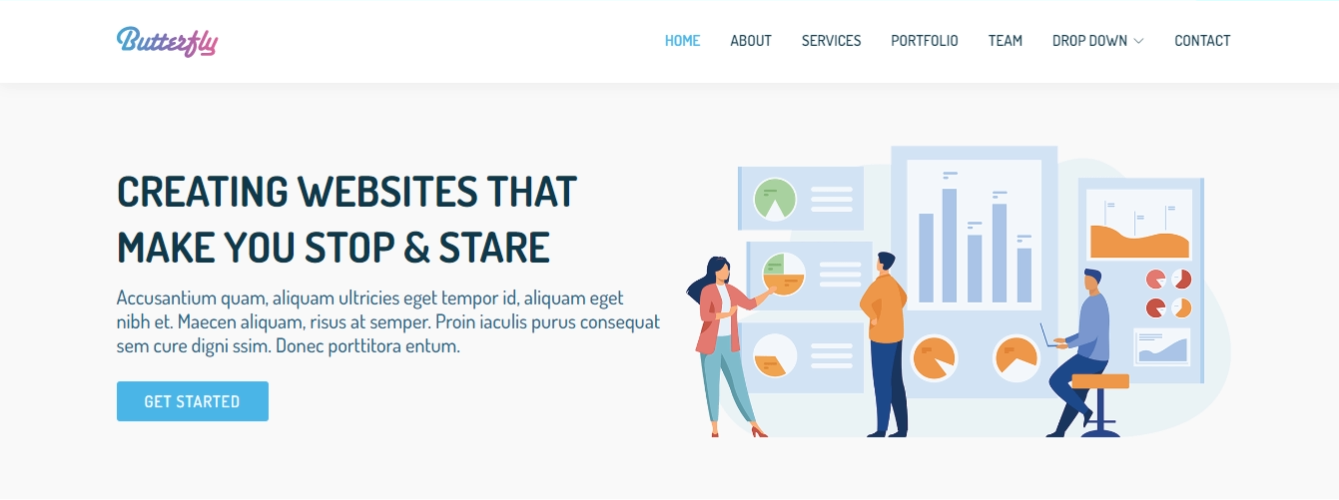 Butterfly
HOME ABOUT SERVICES PORTFOLIO TEAM DROP DOWN CONTACT
CREATING WEBSITES THAT
MAKE YOU STOP & STARE
Accusantium quam, aliquam ultricies eget tempor id, aliquam eget
nibh et. Maecen aliquam, risus at semper. Proin iaculis purus consequat
sem cure digni ssim. Donec porttitora entum.
GET STARTED